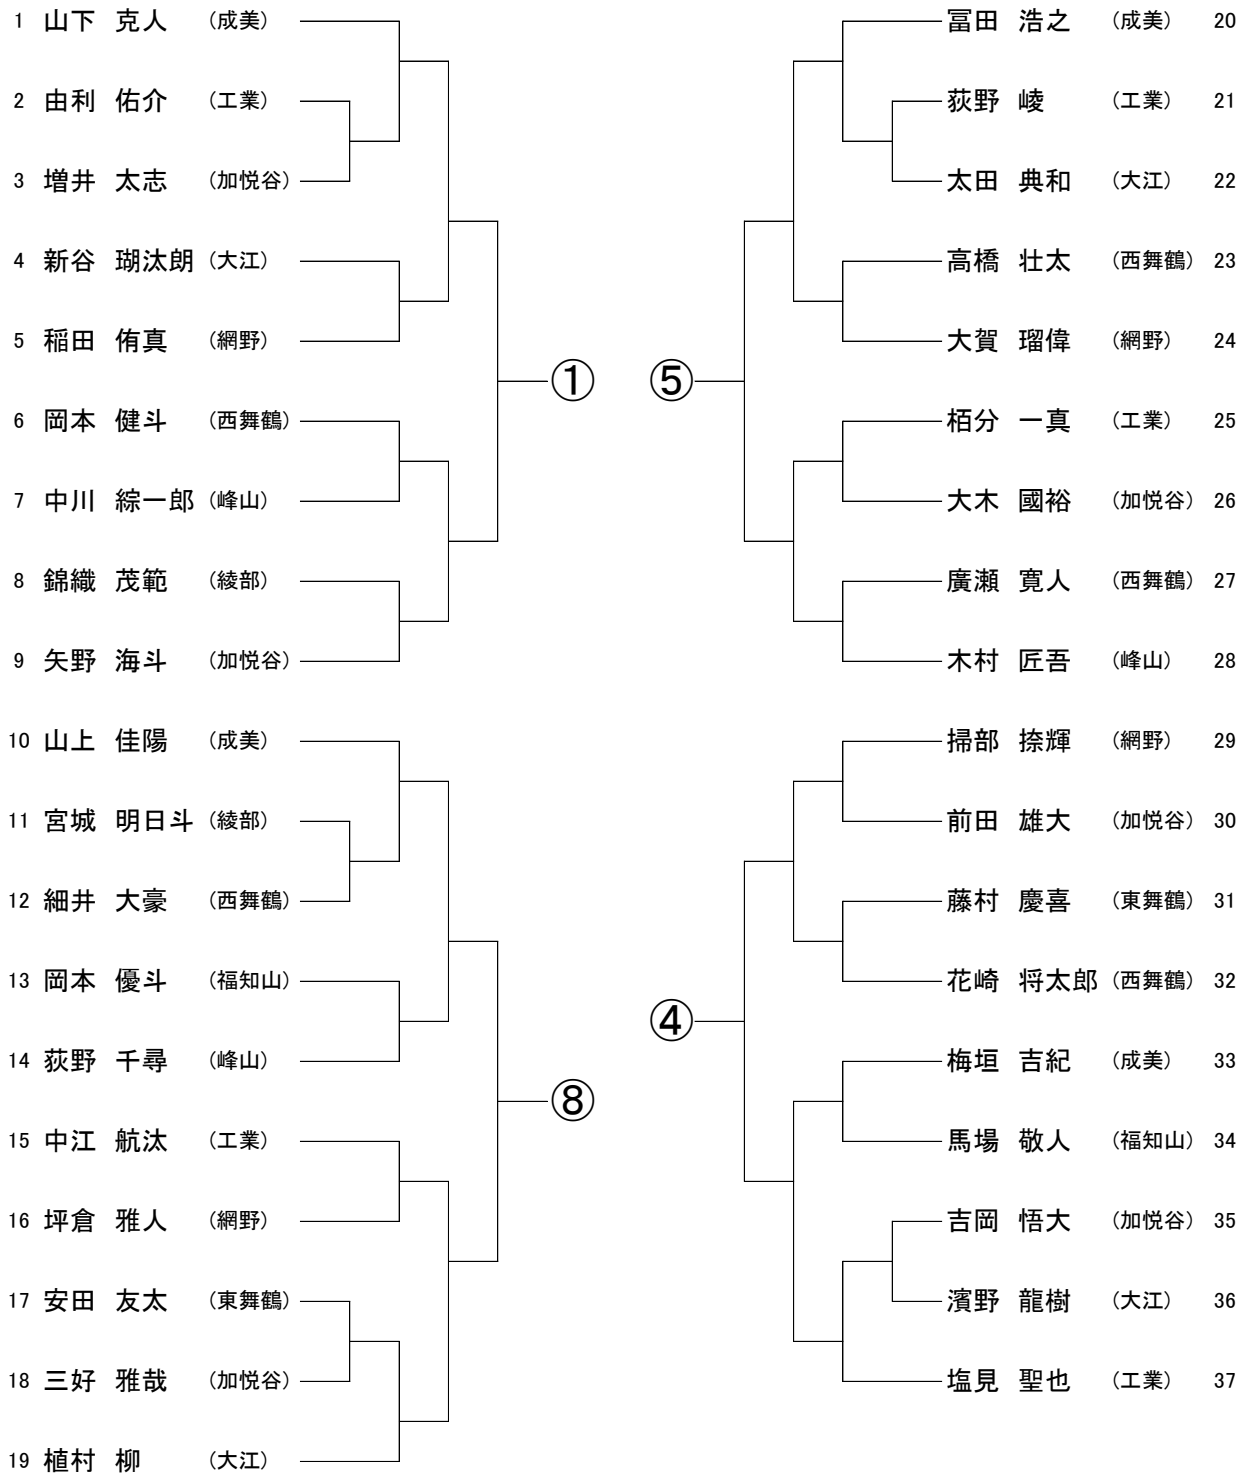 1 山下 克人 (成美)
2 由利 佑介 (工業)
3 増井 太志 (加悦谷)
4 新谷 瑚汰朗 (大江)
5 稲田 侑真 (網野)
①
6 岡本 健斗 (西舞鶴)
7 中川 綜一郎 (峰山)
8 錦織 茂範 (綾部)
9 矢野 海斗 (加悦谷)
10 山上 佳陽 (成美)
11 宮城 明日斗 (綾部)
12 細井 大豪 (西舞鶴)
13 岡本 優斗 (福知山)
14 荻野 千尋 (峰山)
⑧
15 中江 航汰 (工業)
16 坪倉 雅人 (網野)
17 安田 友太 (東舞鶴)
18 三好 雅哉 (加悦谷)
19 植村 柳 (大江)
冨田 浩之 (成美) 20
荻野 崚 (工業) 21
太田 典和 (大江) 22
高橋 壮太 (西舞鶴) 23
大賀 瑠偉 (網野) 24
⑤
栢分 一真 (工業) 25
大木 國裕 (加悦谷) 26
廣瀬 寛人 (西舞鶴) 27
木村 匠吾 (峰山) 28
掃部 捺輝 (網野) 29
前田 雄大 (加悦谷) 30
藤村 慶喜 (東舞鶴) 31
花崎 将太郎 (西舞鶴) 32
④
梅垣 吉紀 (成美) 33
馬場 敬人 (福知山) 34
吉岡 悟大 (加悦谷) 35
濱野 龍樹 (大江) 36
塩見 聖也 (工業) 37